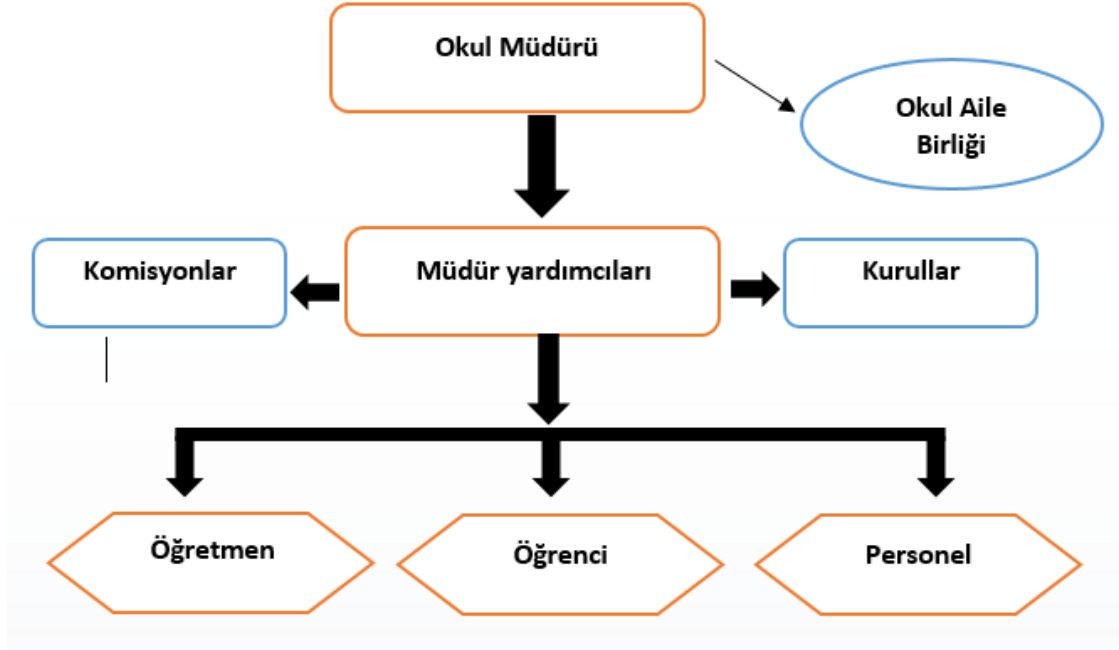 Okul Müdürü
Okul Aile
Birliği
Komisyonlar
Müdür yardımcıları
Kurullar
Öğretmen
Öğrenci
Personel